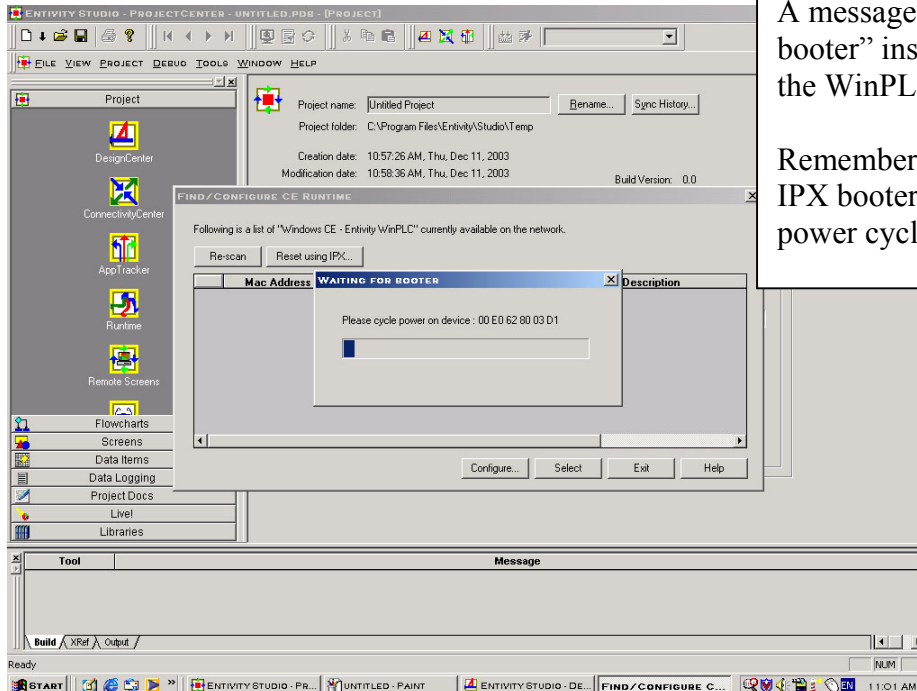 ENTIVITY STUDIO - PROJECTCENTER - UNTITLED.PDB - [PROJECT]
FILE VIEW PROJECT DEBUG TOOLS WINDOW HELP
Project
DesignCenter
ConnectivityCenter
AppTracker
Runtime
Remote Screens
Flowcharts
Screens
Data Items
Data Logging
Project Docs
Live!
Libraries
Project name: Untitled Project Rename... Sync History...
Project folder: C:\Program Files\Entivity\Studio\Temp
Creation date: 10:57:26 AM, Thu, Dec 11, 2003
Modification date: 10:58:36 AM, Thu, Dec 11, 2003
Build Version: 0.0
FIND/CONFIGURE CE RUNTIME
Following is a list of "Windows CE - Entivity WinPLC" currently available on the network.
Re-scan Reset using IPX...
Mac Address Description
WAITING FOR BOOTER
Please cycle power on device : 00 E0 62 80 03 D1
Configure... Select Exit Help
A message
booter” ins
the WinPL
Remember
IPX booter
power cycl
Tool Message
Build XRef Output
Ready NUM
START ENTIVITY STUDIO - PR... UNTITLED - PAINT ENTIVITY STUDIO - DE... FIND/CONFIGURE C... EN 11:01 AM